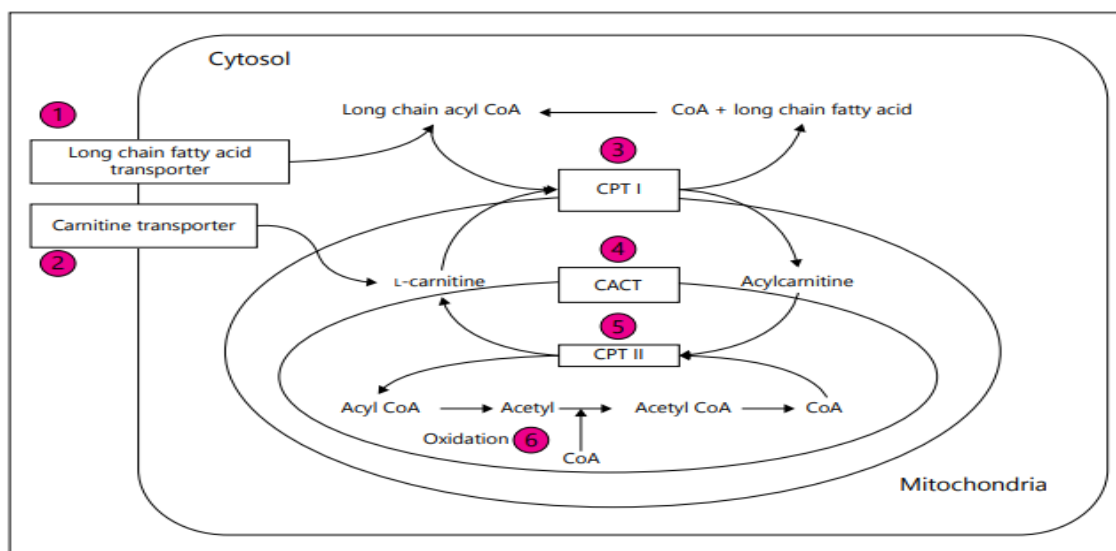 Cytosol
1
Long chain acyl CoA
CoA + long chain fatty acid
Long chain fatty acid
transporter
3
CPT I
Carnitine transporter
2
4
L-carnitine
CACT
Acylcarnitine
5
CPT II
Acyl CoA
Acetyl
Acetyl CoA
CoA
Oxidation
6
CoA
Mitochondria